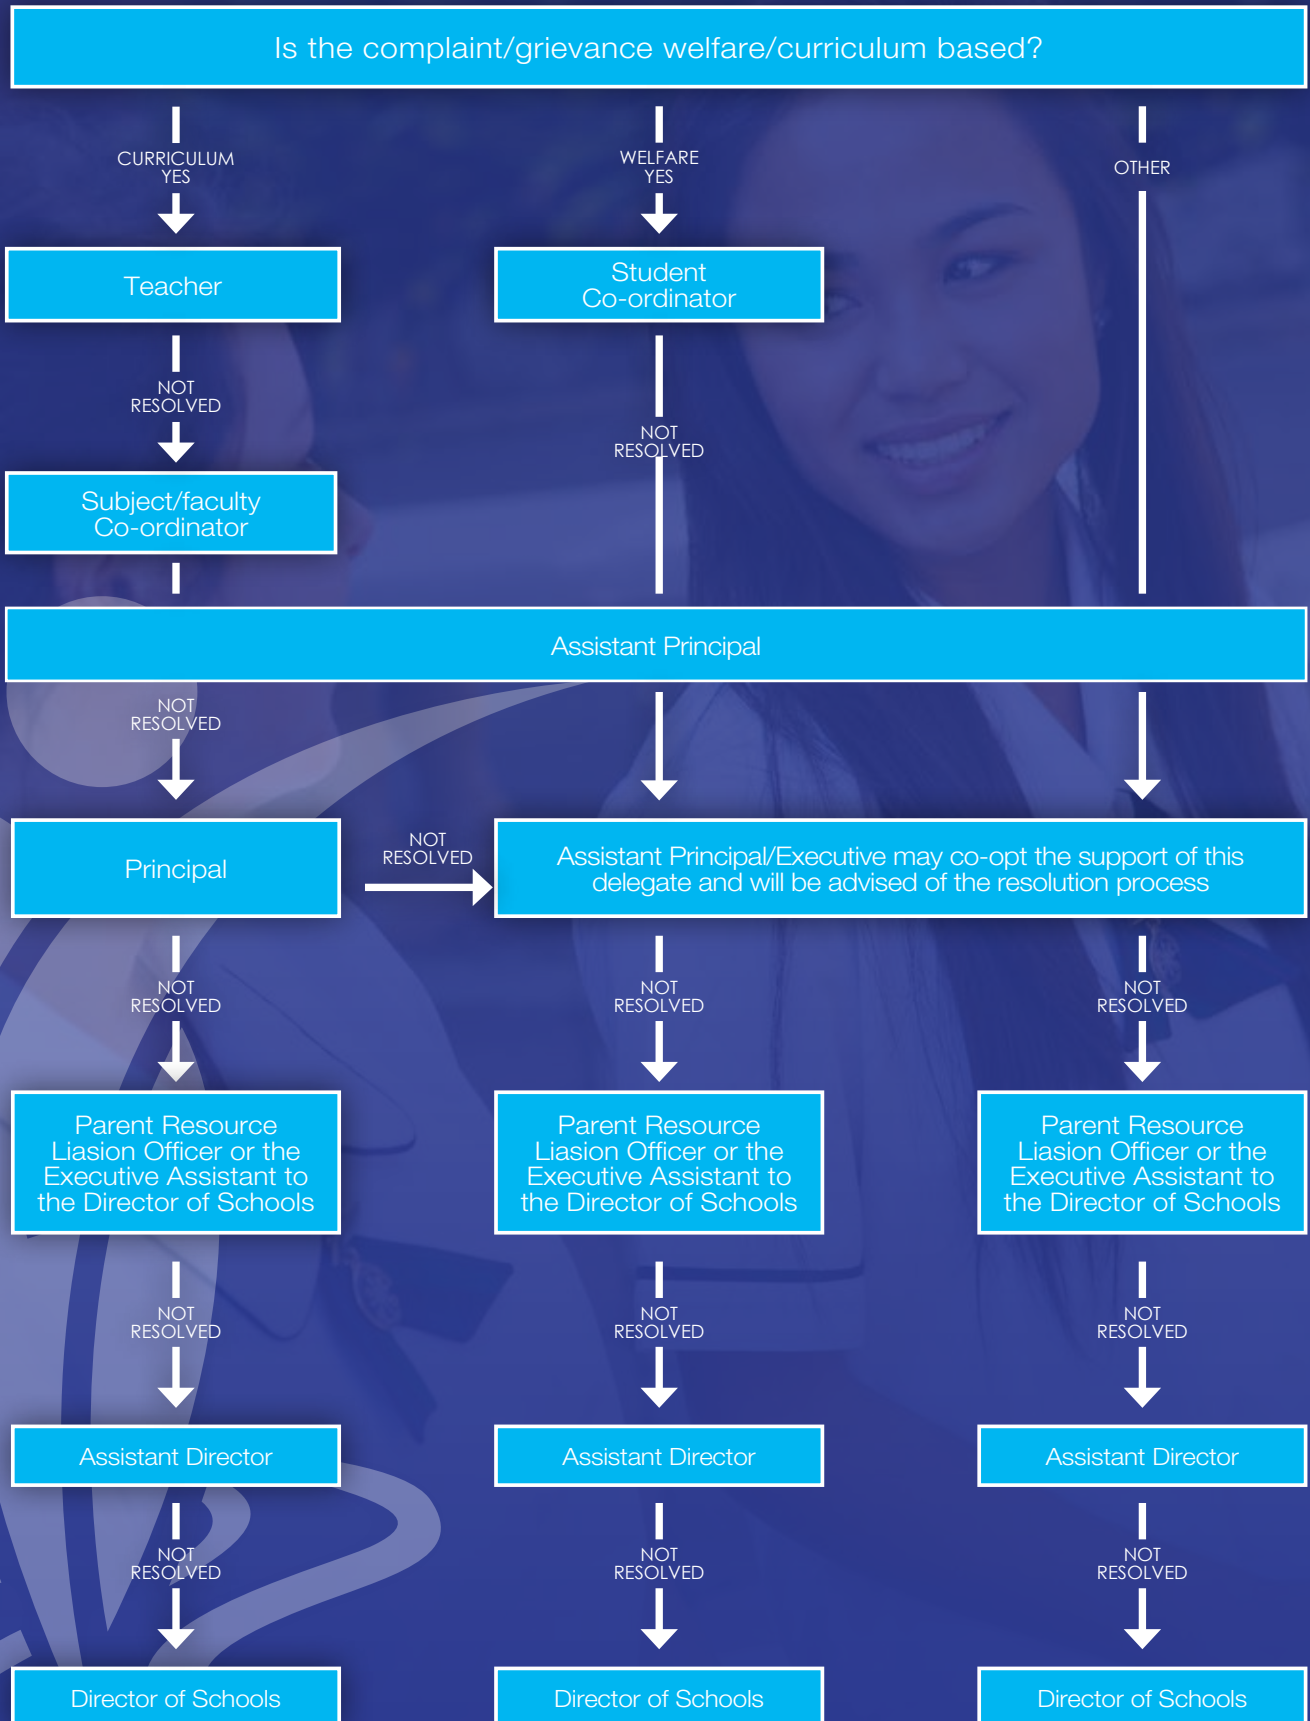 Is the complaint/grievance welfare/curriculum based?
CURRICULUM
YES
WELFARE
YES
OTHER
Teacher
Student
Co-ordinator
NOT
RESOLVED
NOT
RESOLVED
Subject/faculty
Co-ordinator
Assistant Principal
NOT
RESOLVED
Principal
NOT
RESOLVED
Assistant Principal/Executive may co-opt the support of this
delegate and will be advised of the resolution process
NOT
RESOLVED
NOT
RESOLVED
NOT
RESOLVED
Parent Resource
Liasion Officer or the
Executive Assistant to
the Director of Schools
Parent Resource
Liasion Officer or the
Executive Assistant to
the Director of Schools
Parent Resource
Liasion Officer or the
Executive Assistant to
the Director of Schools
NOT
RESOLVED
NOT
RESOLVED
NOT
RESOLVED
Assistant Director
Assistant Director
Assistant Director
NOT
RESOLVED
NOT
RESOLVED
NOT
RESOLVED
Director of Schools
Director of Schools
Director of Schools